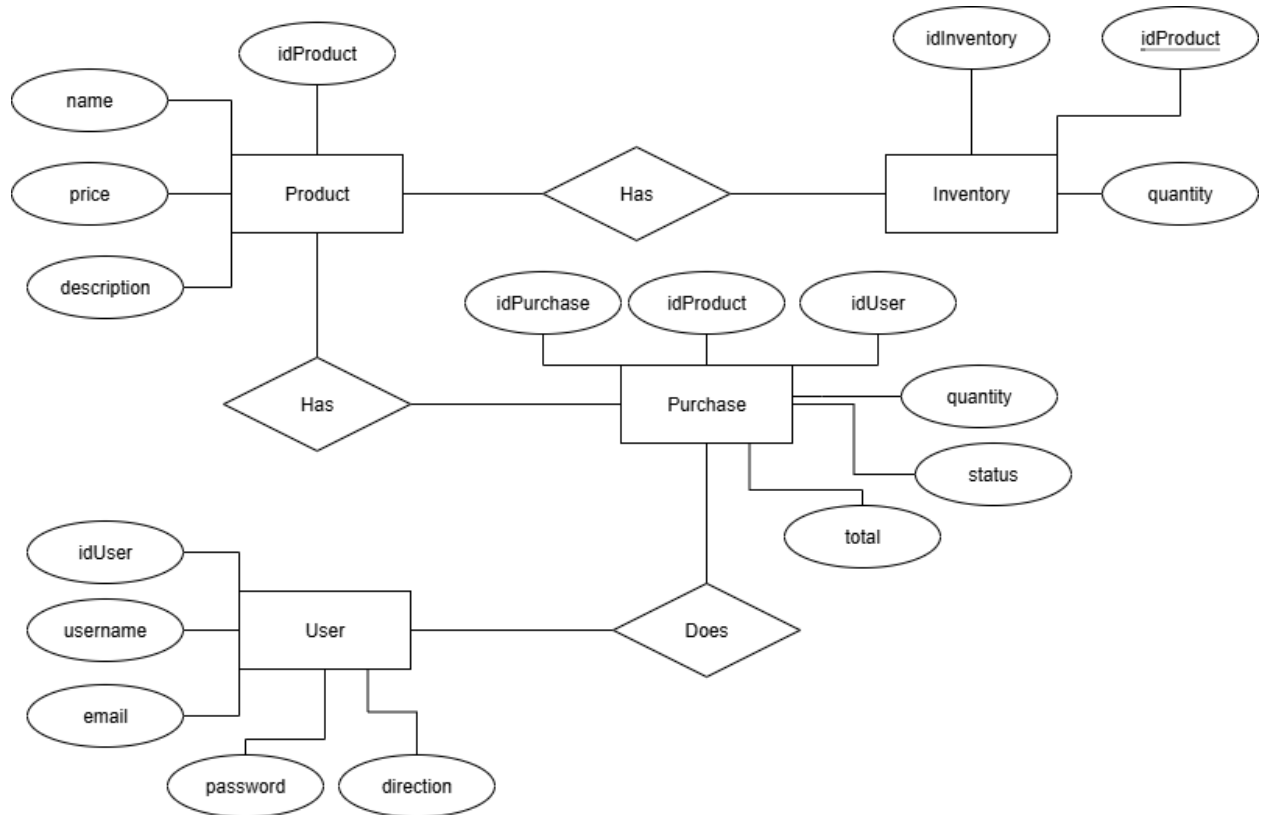 idProduct
idInventory
idProduct
name
price
Product
Has
Inventory
quantity
description
idPurchase
idProduct
idUser
Has
Purchase
quantity
status
total
idUser
username
User
Does
email
password
direction